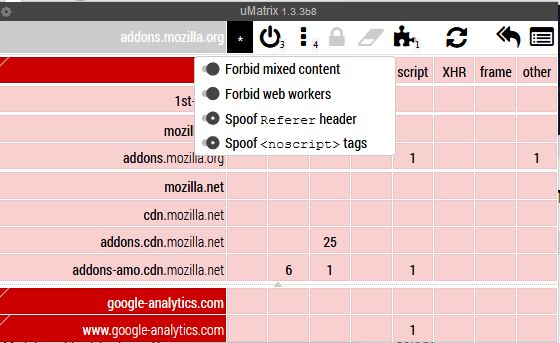 uMatrix 1.3.3b8
addons.mozilla.org * 3 4 1
Forbid mixed content
Forbid web workers
Spoof Referer header
Spoof <noscript> tags
script XHR frame other
1st-
mozil
addons.mozilla.org 1 1
mozilla.net
cdn.mozilla.net
addons.cdn.mozilla.net 25
addons-amo.cdn.mozilla.net 6 1 1
google-analytics.com
www.google-analytics.com 1